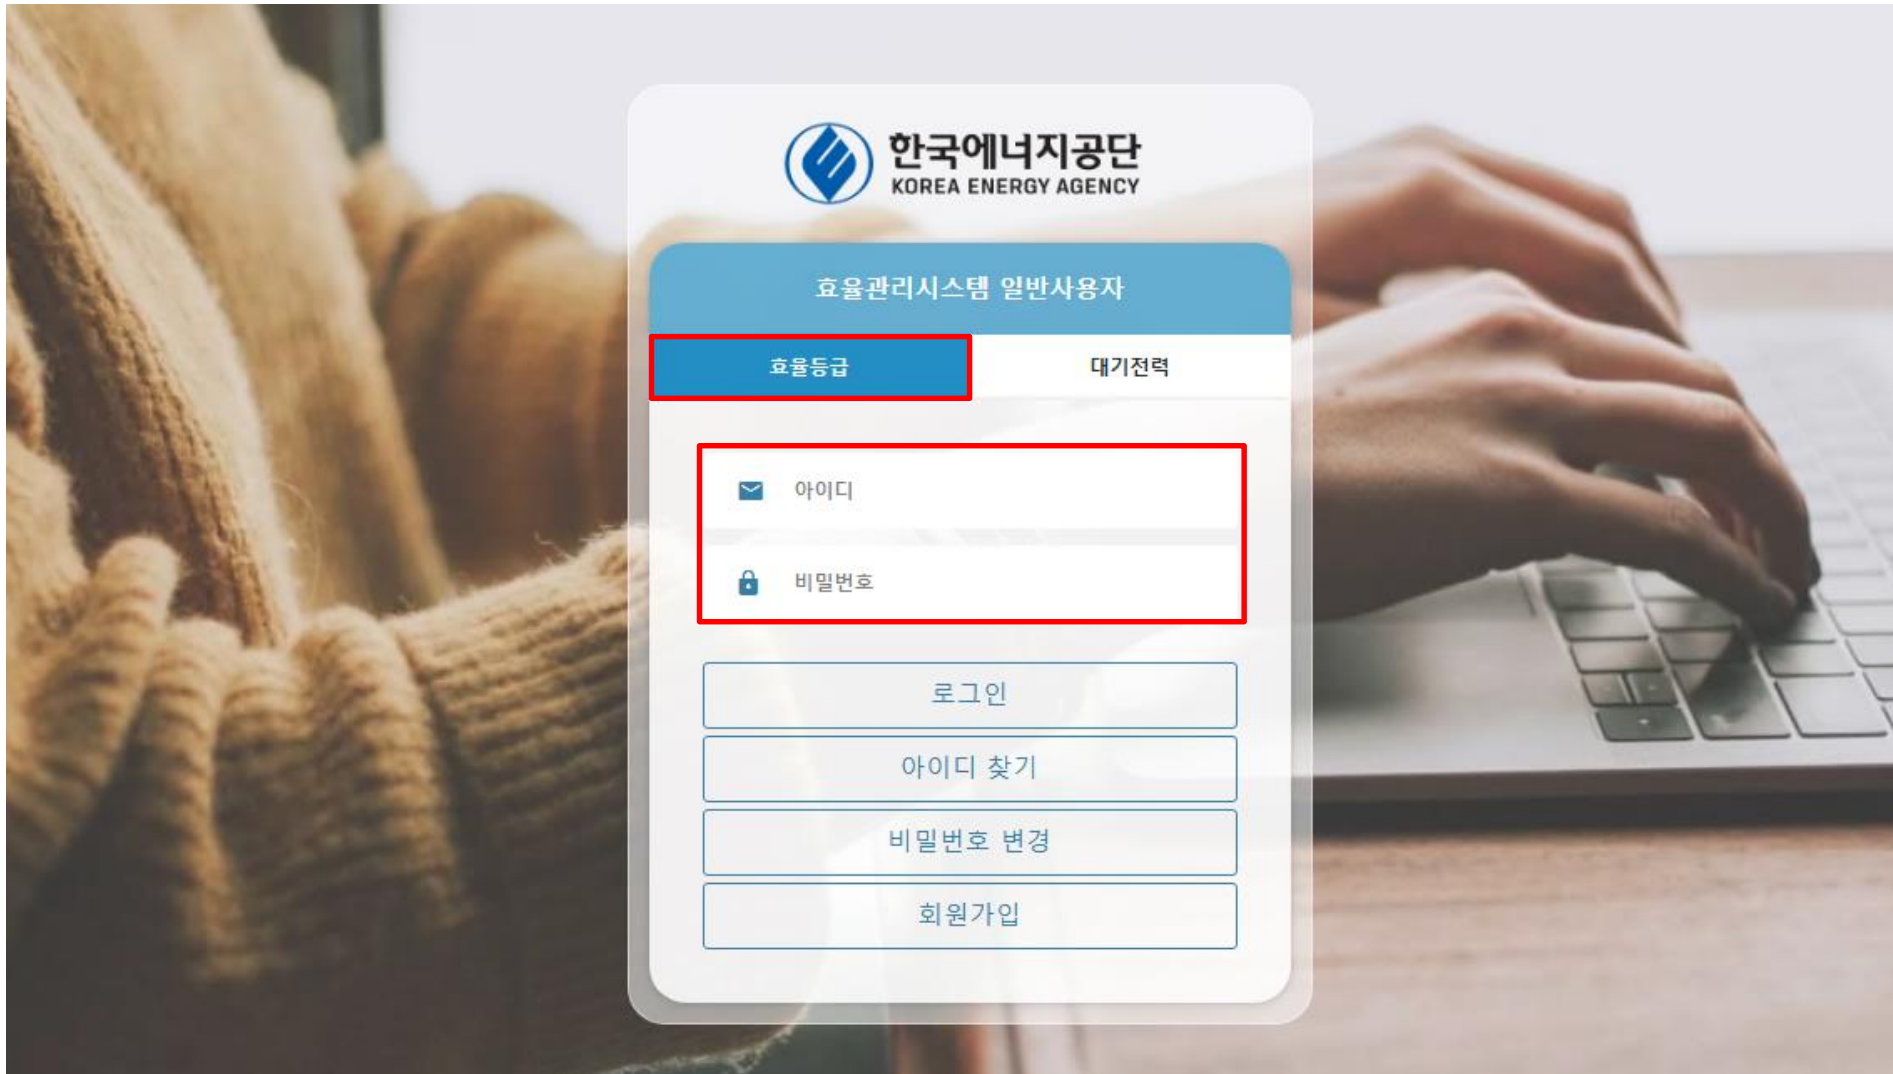 한국에너지공단
KOREA ENERGY AGENCY
효율관리시스템 일반사용자
효율등급
대기전력
아이디
비밀번호
로그인
아이디 찾기
비밀번호 변경
회원가입